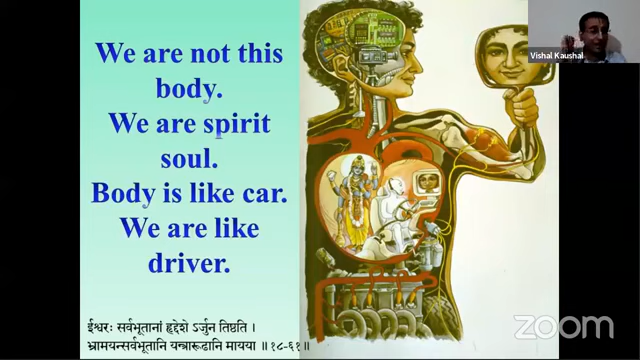 We are not this
body.
We are spirit
soul.
Body is like car.
We are like
driver.
ईश्वरः सर्वभूतानां हृद्देशे ऽर्जुन तिष्ठति ।
भ्रामयन्सर्वभूतानि यन्त्रारूढानि मायया ॥ १८-६१॥
Vishal Kaushal
zoom